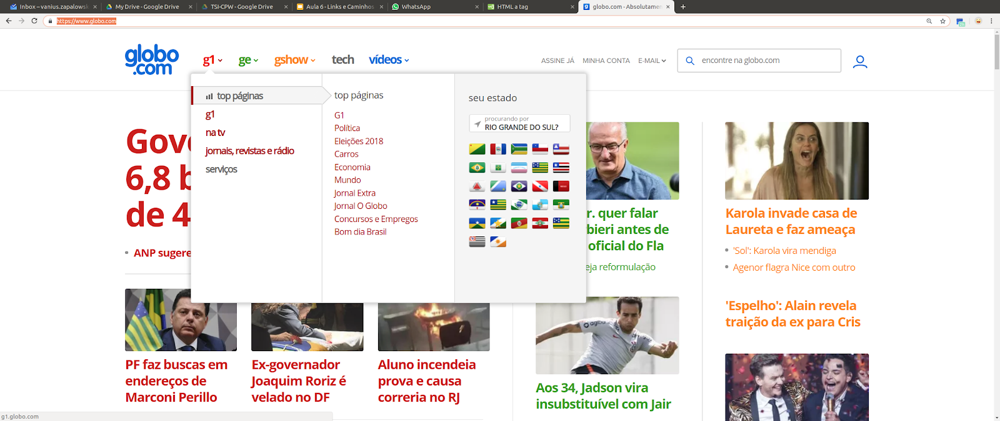 Inbox – vanius.zapalowsk
My Drive - Google Drive
TSI-CPW - Google Drive
Aula 6 - Links e Caminhos
WhatsApp
HTML a tag
globo.com - Absolutamen
https://www.globo.com
globo
.com
g1
ge
gshow
tech
vídeos
ASSINE JÁ
MINHA CONTA
E-MAIL
encontre na globo.com
top páginas
g1
na tv
jornais, revistas e rádio
serviços
top páginas
G1
Política
Eleições 2018
Carros
Economia
Mundo
Jornal Extra
Jornal O Globo
Concursos e Empregos
Bom dia Brasil
seu estado
procurando por
RIO GRANDE DO SUL?
Gove
6,8 b
de 4
ANP sugere
PF faz buscas em
endereços de
Marconi Perillo
Ex-governador
Joaquim Roriz é
velado no DF
Aluno incendeia
prova e causa
correria no RJ
r. quer falar
bieri antes de
oficial do Fla
eja reformulação
Aos 34, Jadson vira
insubstituível com Jair
Karola invade casa de
Laureta e faz ameaça
'Sol': Karola vira mendiga
Agenor flagra Nice com outro
'Espelho': Alain revela
traição da ex para Cris
g1.globo.com